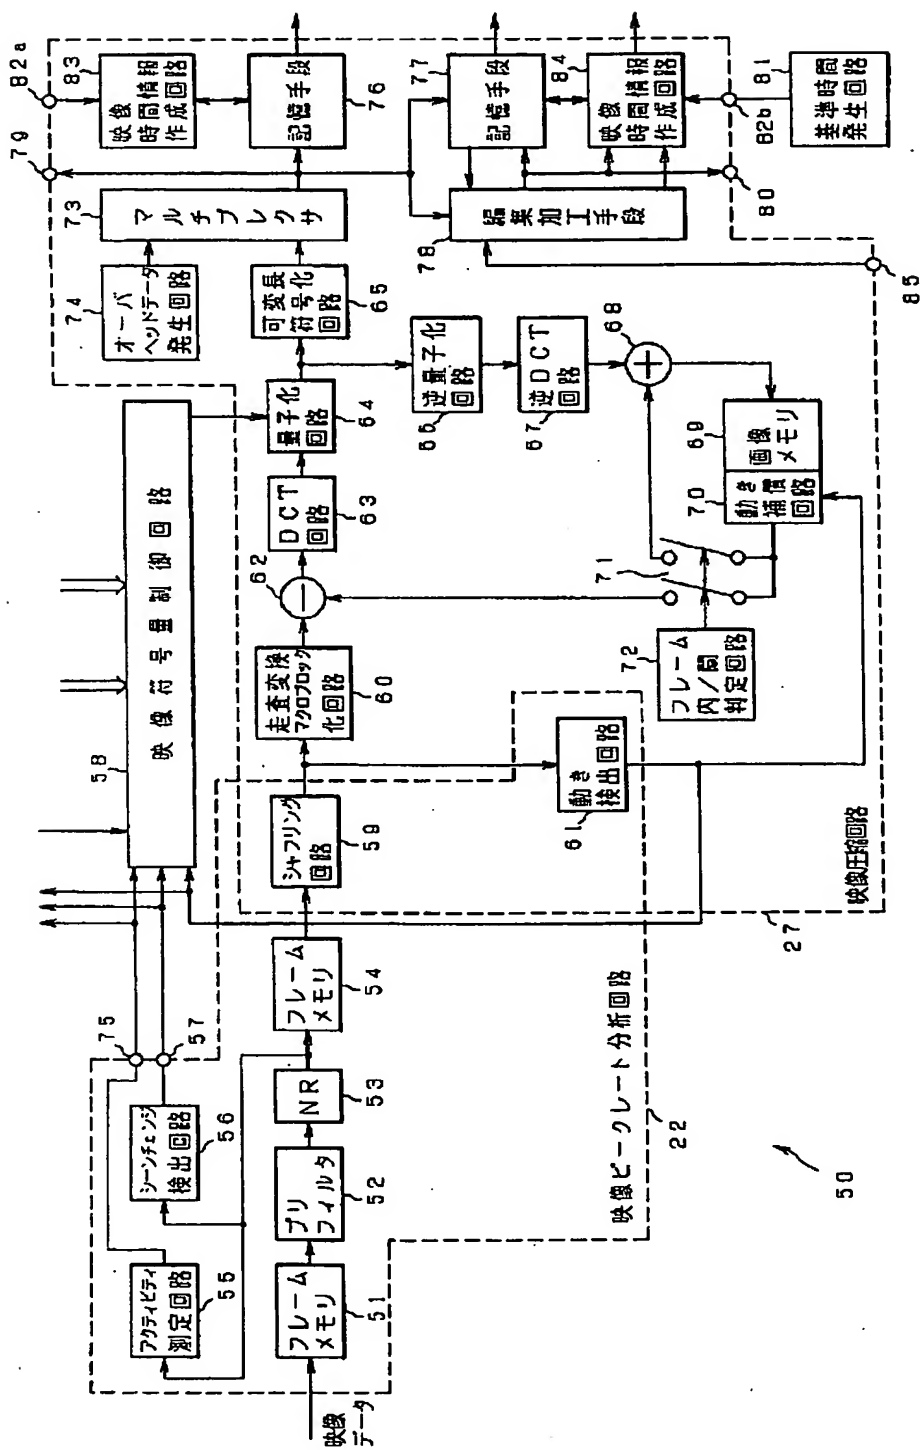 映像
データ
フレーム
メモリ
51
プリ
フィルタ
52
NR
53
フレーム
メモリ
54
アクティビティ
測定回路
55
シーンチェンジ
検出回路
56
57
75
映像ピークレート分析回路
22
50
映像符号量制御回路
58
シャフリング
回路
59
走査変換
マクロブロック
化回路
60
動き
検出回路
61
62
DCT
回路
63
量子化
回路
64
可変長
符号化
回路
65
逆量子化
回路
66
逆DCT
回路
67
68
画像
メモリ
69
動き
補償
回路
70
71
フレーム
内/間
判定回路
72
マルチプレクサ
73
オーバ
ヘッドデータ
発生回路
74
映像圧縮回路
27
79
82a
映像
時間情報
作成回路
83
記憶手段
76
記憶手段
77
編集加工手段
78
映像
時間情報
作成回路
84
80
82b
基準時間
発生回路
81
85